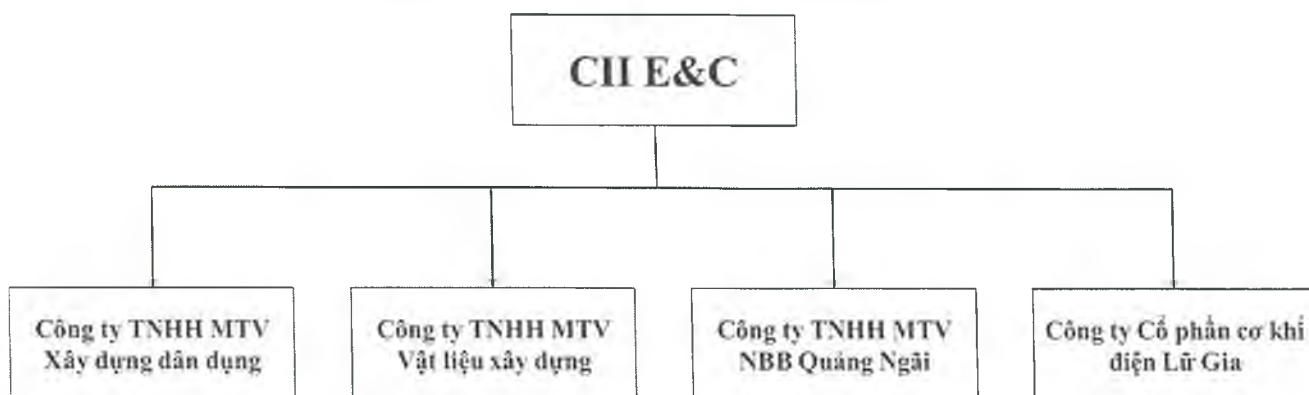 CII E&C
Công ty TNHH MTV
Xây dựng dân dụng
Công ty TNHH MTV
Vật liệu xây dựng
Công ty TNHH MTV
NBB Quảng Ngãi
Công ty Cổ phần cơ khí
điện Lữ Gia